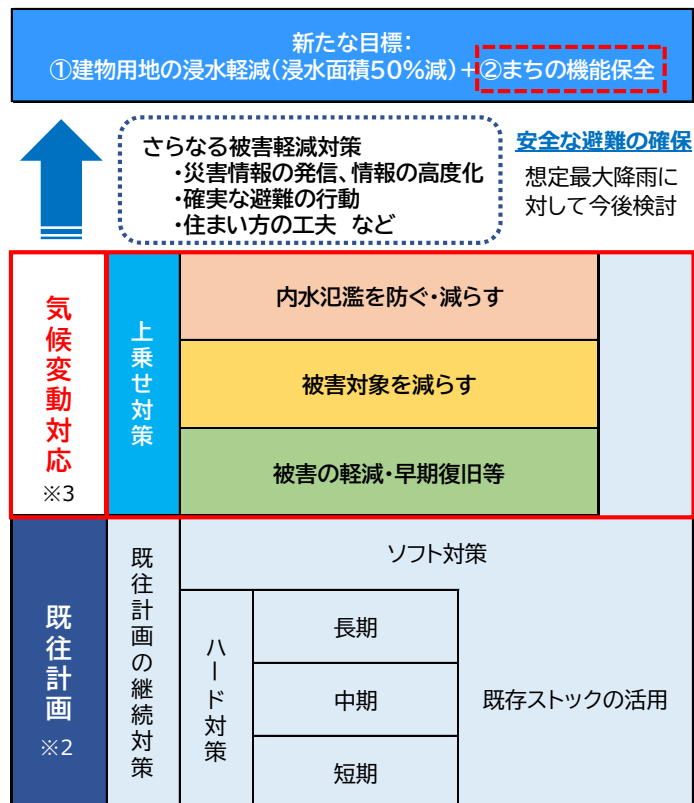 新たな目標：
①建物用地の浸水軽減（浸水面積50%減）＋②まちの機能保全
さらなる被害軽減対策
・災害情報の発信、情報の高度化
・確実な避難の行動
・住まい方の工夫　など
安全な避難の確保
想定最大降雨に
対して今後検討
気候変動対応
※3
上乗せ対策
内水氾濫を防ぐ・減らす
被害対象を減らす
被害の軽減・早期復旧等
既往計画
※2
既往計画の継続対策
ソフト対策
ハード対策
長期
中期
短期
既存ストックの活用